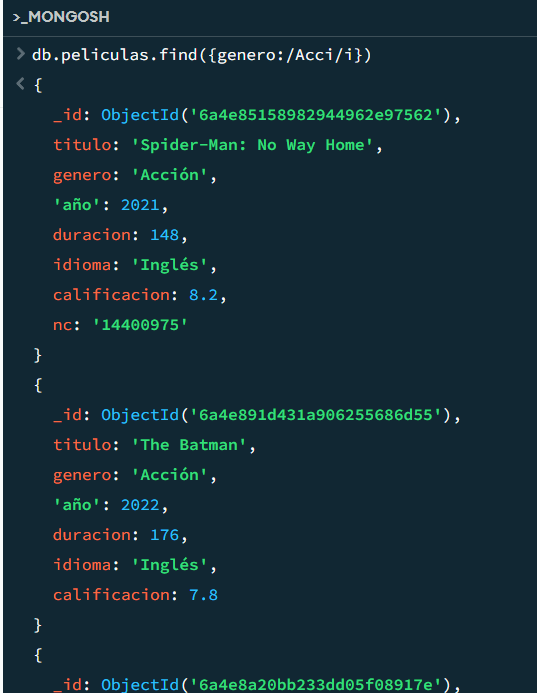 >_MONGOSH
> db.peliculas.find({genero:/Acci/i})
< {
_id: ObjectId('6a4e85158982944962e97562'),
titulo: 'Spider-Man: No Way Home',
genero: 'Acción',
'año': 2021,
duracion: 148,
idioma: 'Inglés',
calificacion: 8.2,
nc: '14400975'
}
{
_id: ObjectId('6a4e891d431a906255686d55'),
titulo: 'The Batman',
genero: 'Acción',
'año': 2022,
duracion: 176,
idioma: 'Inglés',
calificacion: 7.8
}
{
_id: ObjectId('6a4e8a20bb233dd05f08917e'),